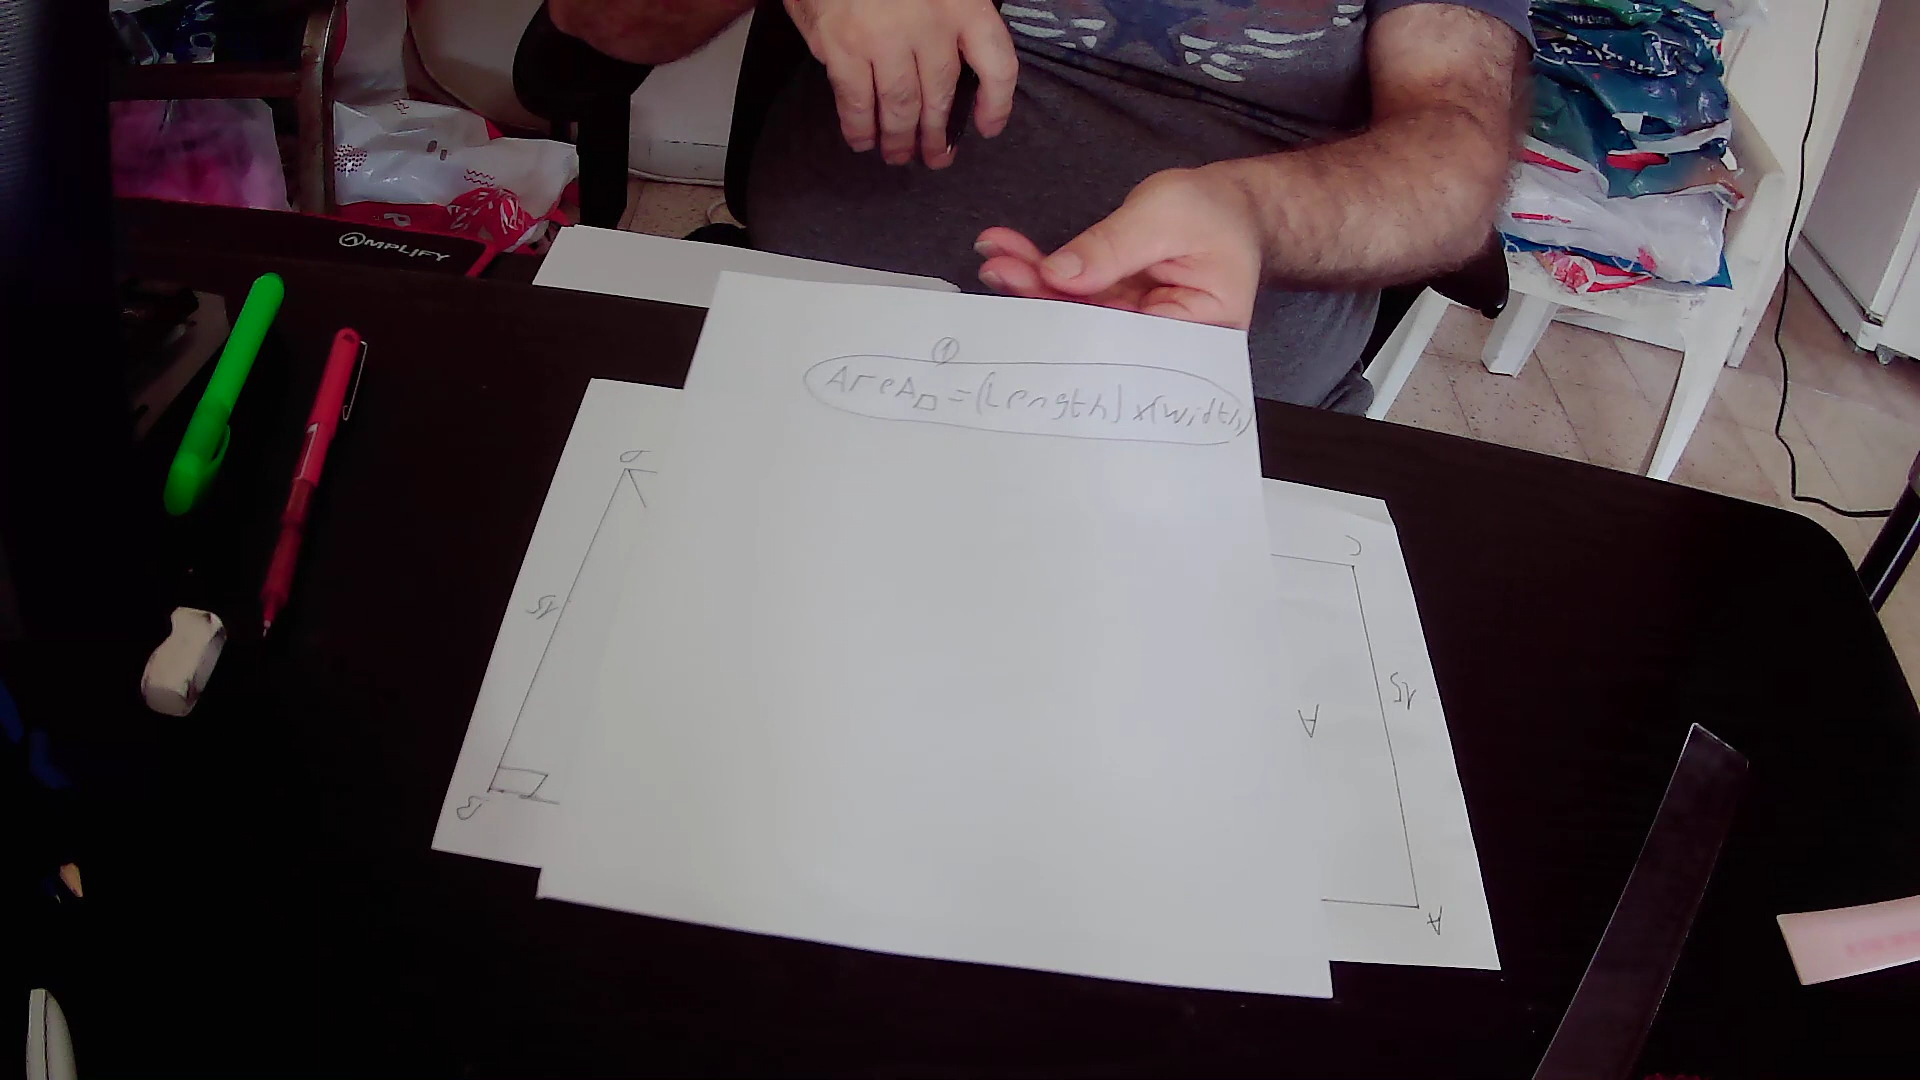 AMPLIFY
1
AreA□ = (Length) x(width)
C
15
A
A
15
B